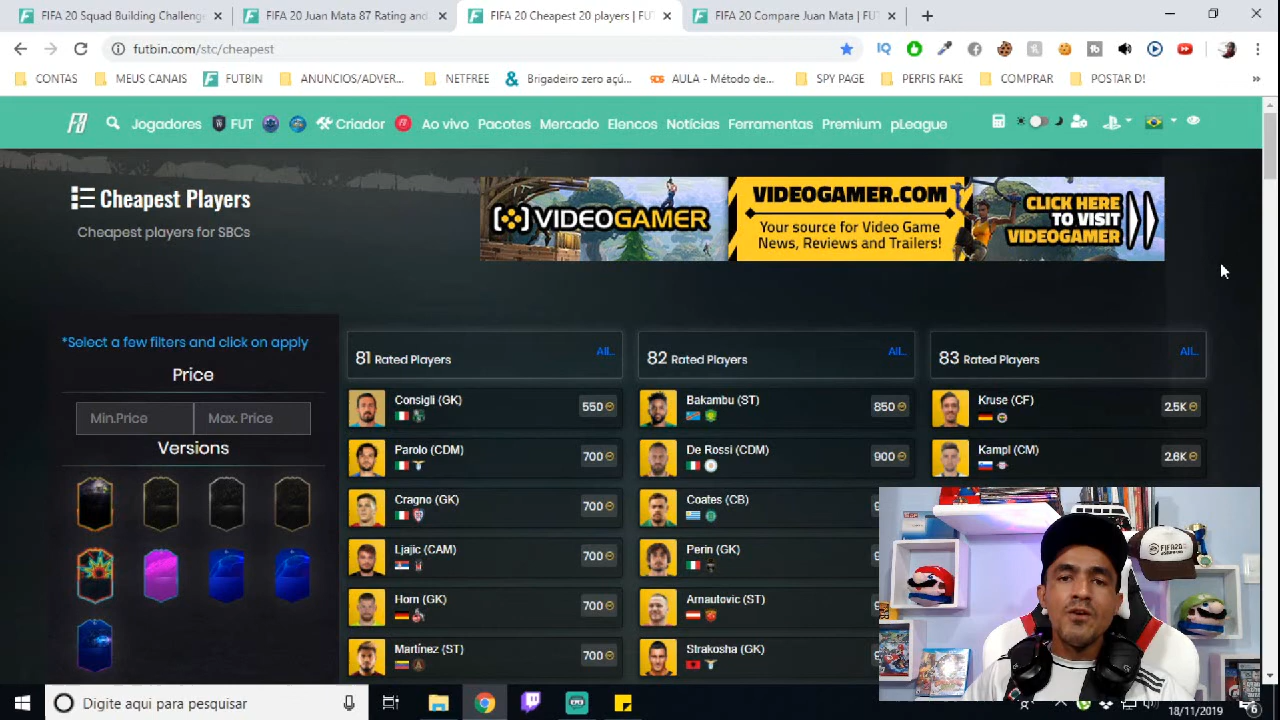 FIFA 20 Squad Building Challenge
FIFA 20 Juan Mata 87 Rating and
FIFA 20 Cheapest 20 players | FUT
FIFA 20 Compare Juan Mata | FUT
futbin.com/stc/cheapest
CONTAS
MEUS CANAIS
FUTBIN
ANUNCIOS/ADVER...
NETFREE
Brigadeiro zero açú...
AULA - Método de...
SPY PAGE
PERFIS FAKE
COMPRAR
POSTAR D!
Jogadores
FUT
Criador
Ao vivo
Pacotes
Mercado
Elencos
Notícias
Ferramentas
Premium
pLeague
Cheapest Players
Cheapest players for SBCs
VIDEOGAMER
VIDEOGAMER.COM
Your source for Video Game
News, Reviews and Trailers!
CLICK HERE
TO VISIT
VIDEOGAMER
*Select a few filters and click on apply
Price
Min.Price
Max. Price
Versions
81 Rated Players
All..
Consigli (GK)
550
Parolo (CDM)
700
Cragno (GK)
700
Ljajic (CAM)
700
Horn (GK)
700
Martínez (ST)
700
82 Rated Players
All..
Bakambu (ST)
850
De Rossi (CDM)
900
Coates (CB)
Perin (GK)
Arnautovic (ST)
Strakosha (GK)
83 Rated Players
All..
Kruse (CF)
2.5K
Kampl (CM)
2.6K
FIFA20
Digite aqui para pesquisar
18/11/2019
6